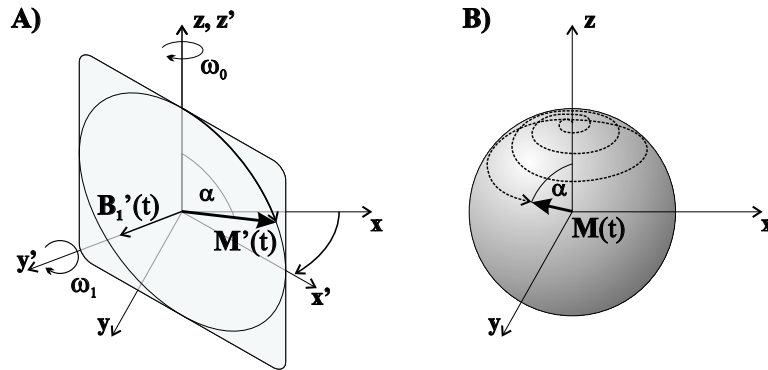 A)
z, z'
ω₀
α
B₁'(t)
M'(t)
x
y'
ω₁
x'
y
B)
z
α
M(t)
x
y